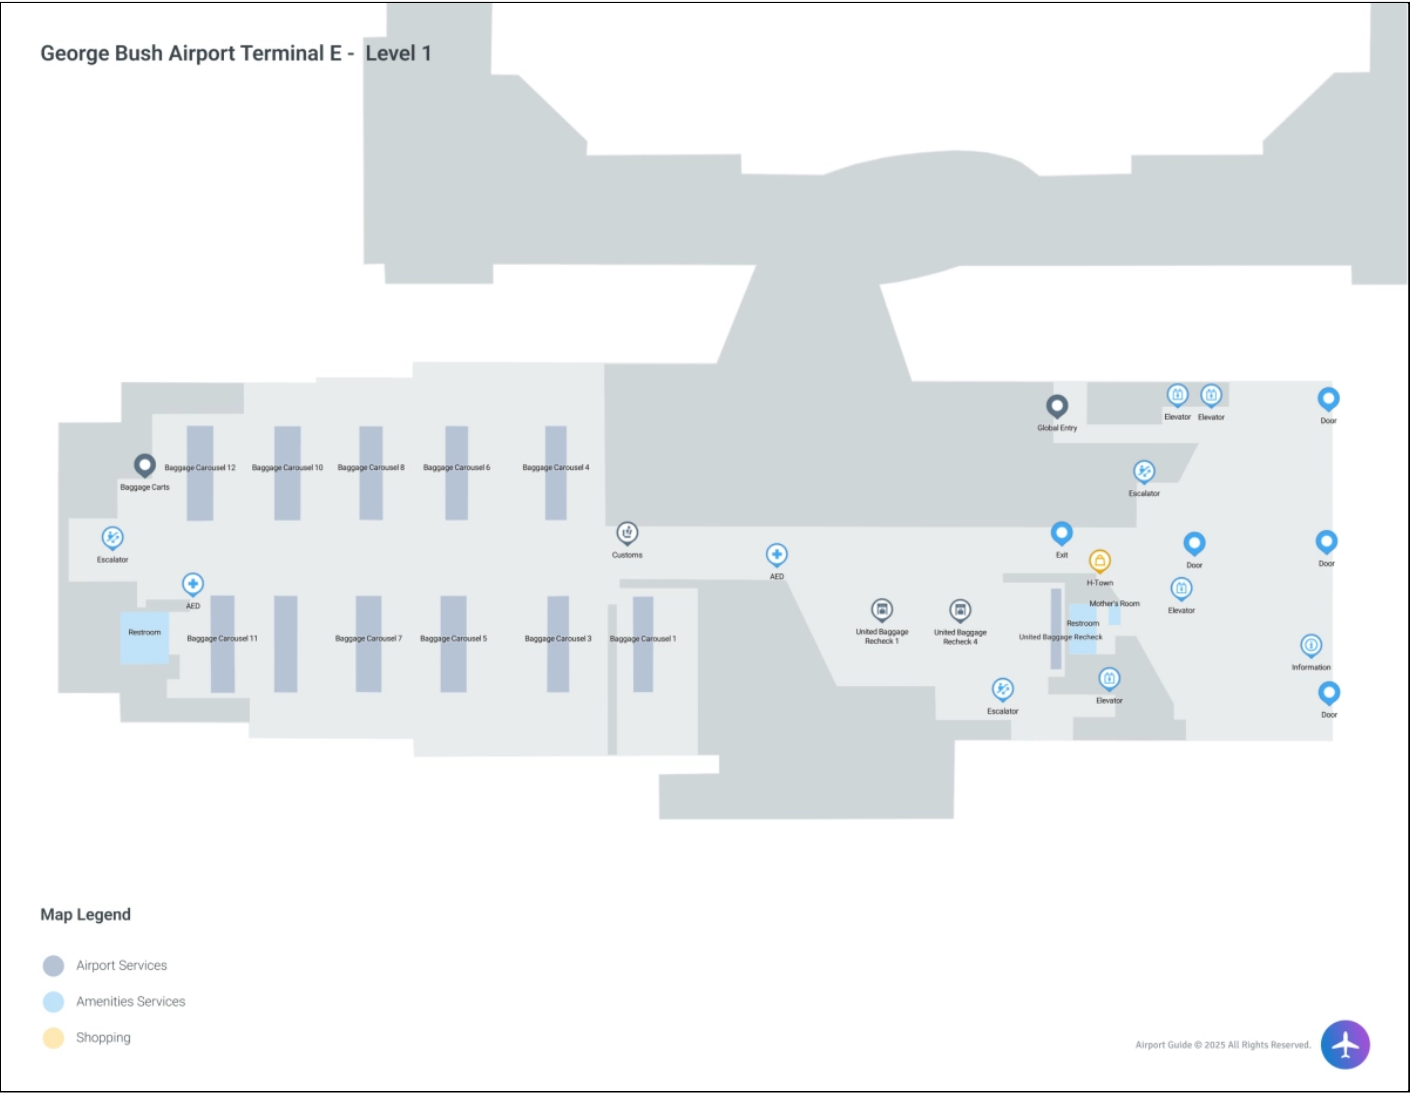 George Bush Airport Terminal E - Level 1
Elevator
Elevator
Door
Global Entry
Baggage Carousel 12
Baggage Carousel 10
Baggage Carousel 8
Baggage Carousel 6
Baggage Carousel 4
Baggage Carts
Escalator
Escalator
Customs
Exit
Door
Door
AED
H-Town
AED
Mother's Room
Elevator
Restroom
Baggage Carousel 11
Baggage Carousel 7
Baggage Carousel 5
Baggage Carousel 3
Baggage Carousel 1
United Baggage
Recheck 1
United Baggage
Recheck 4
Restroom
United Baggage Recheck
Information
Elevator
Escalator
Door
Map Legend
Airport Services
Amenities Services
Shopping
Airport Guide © 2025 All Rights Reserved.